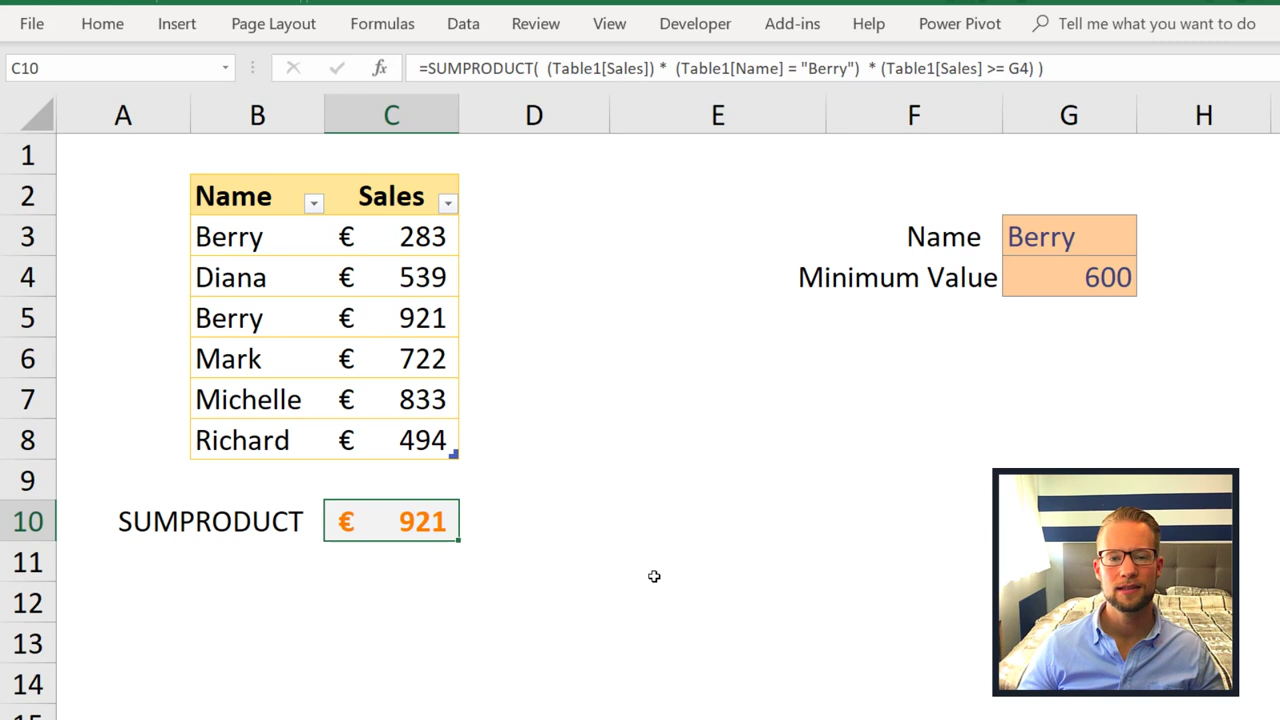 File Home Insert Page Layout Formulas Data Review View Developer Add-ins Help Power Pivot Tell me what you want to do
C10 fx =SUMPRODUCT( (Table1[Sales]) * (Table1[Name] = "Berry") * (Table1[Sales] >= G4) )
A B C D E F G H
1
2 Name Sales
3 Berry € 283 Name Berry
4 Diana € 539 Minimum Value 600
5 Berry € 921
6 Mark € 722
7 Michelle € 833
8 Richard € 494
9
10 SUMPRODUCT € 921
11
12
13
14
15